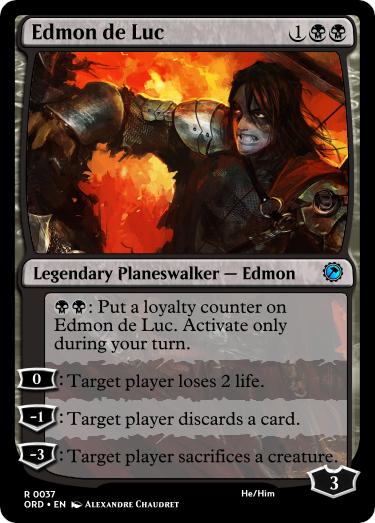 Edmon de Luc 1
Legendary Planeswalker — Edmon
: Put a loyalty counter on
Edmon de Luc. Activate only
during your turn.
0 : Target player loses 2 life.
-1 : Target player discards a card.
-3 : Target player sacrifices a creature.
3
R 0037 He/Him
ORD • EN Alexandre Chaudret